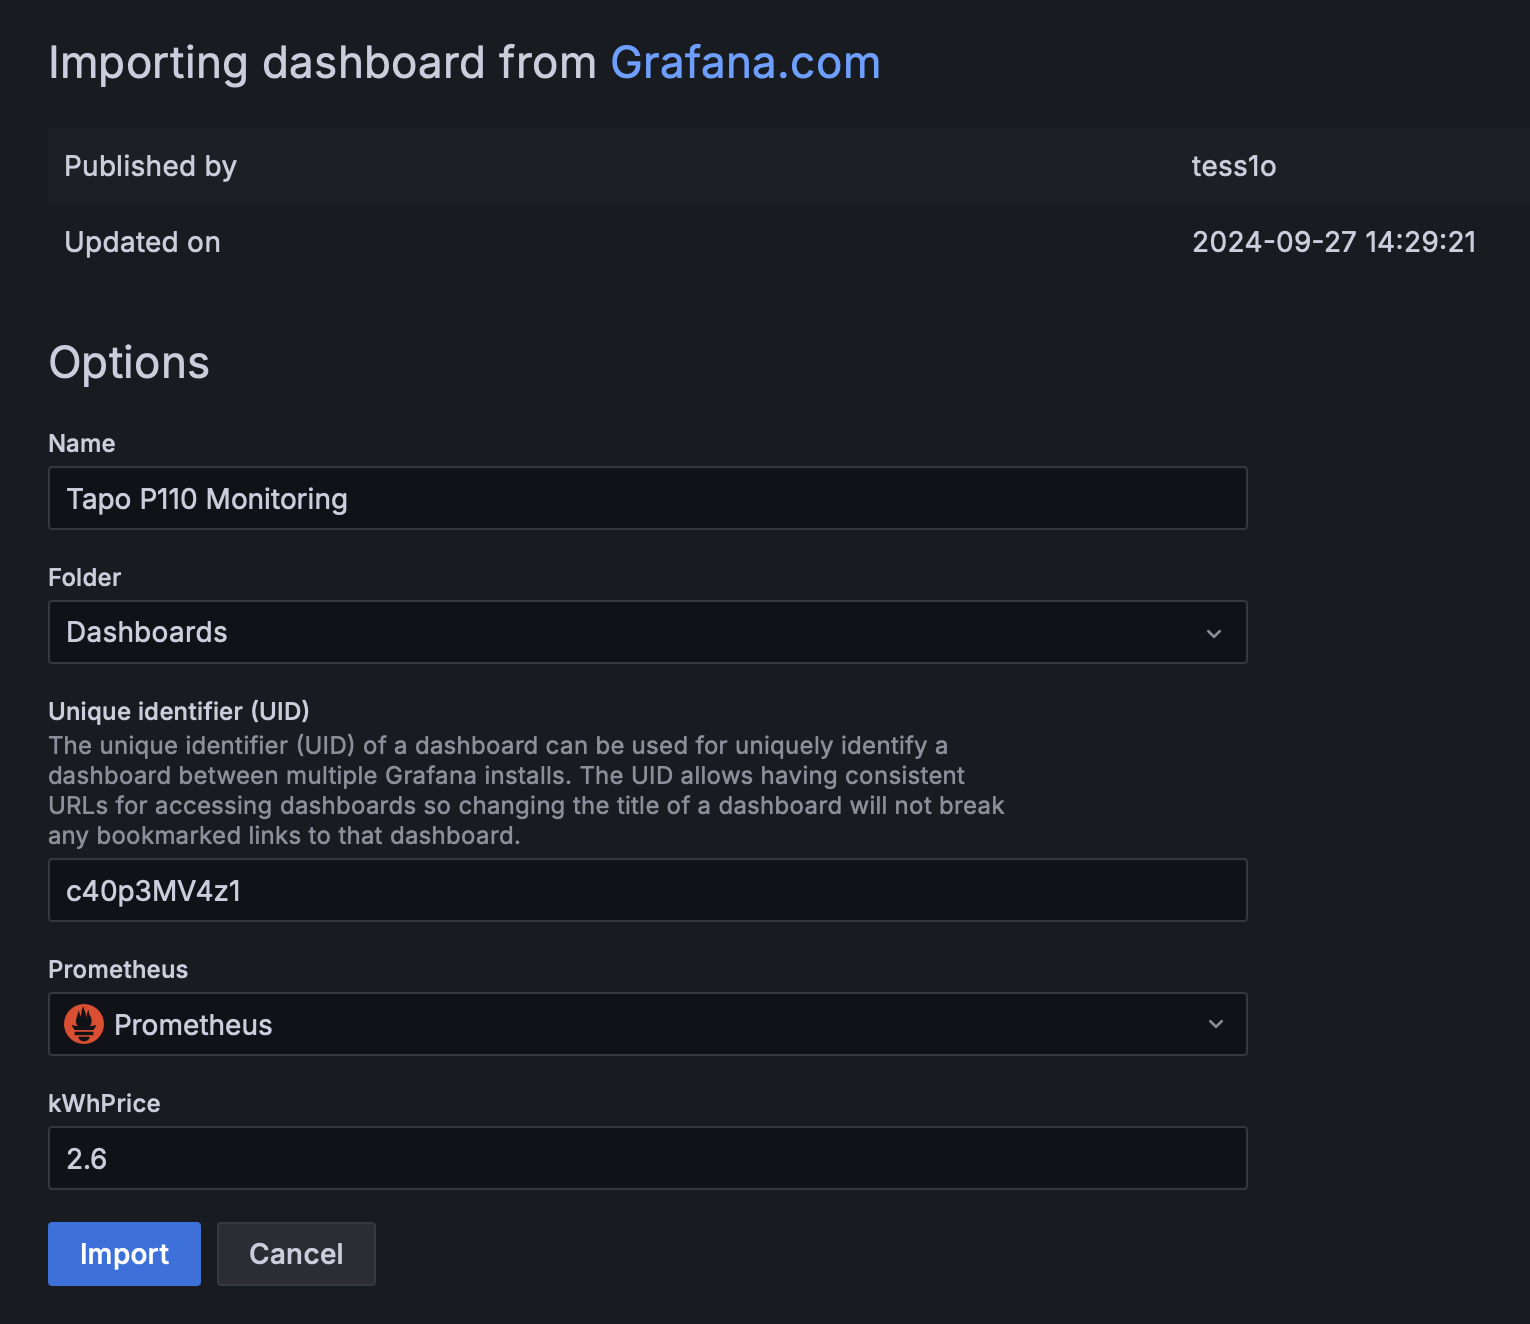 Importing dashboard from Grafana.com
Published by tess1o
Updated on 2024-09-27 14:29:21
Options
Name
Tapo P110 Monitoring
Folder
Dashboards
Unique identifier (UID)
The unique identifier (UID) of a dashboard can be used for uniquely identify a
dashboard between multiple Grafana installs. The UID allows having consistent
URLs for accessing dashboards so changing the title of a dashboard will not break
any bookmarked links to that dashboard.
c40p3MV4z1
Prometheus
Prometheus
kWhPrice
2.6
Import Cancel